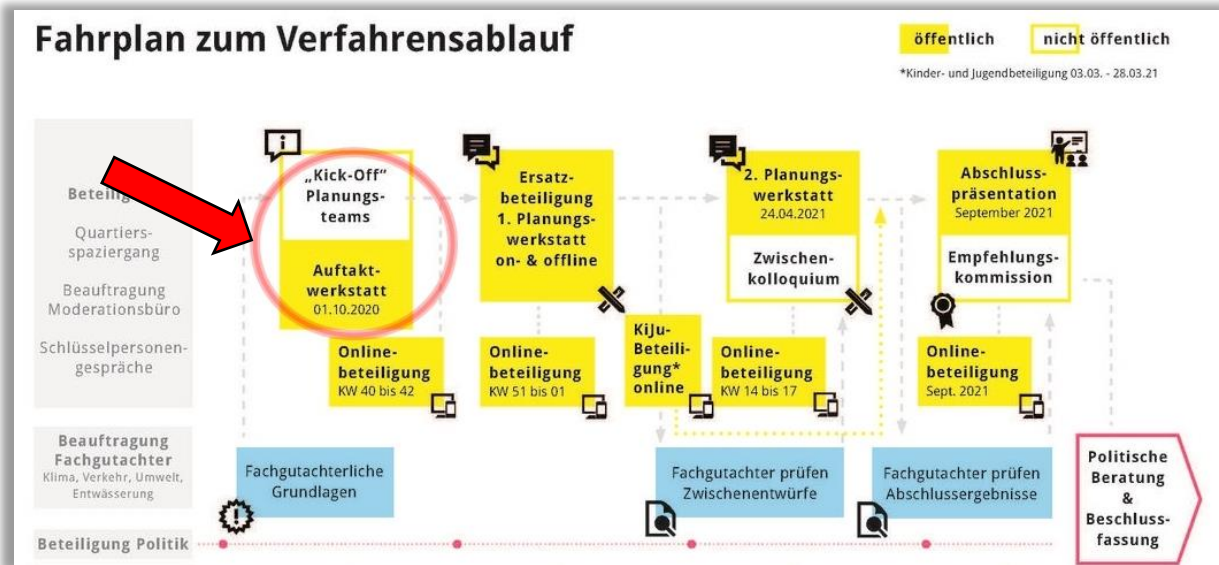 Fahrplan zum Verfahrensablauf
öffentlich
nicht öffentlich
*Kinder- und Jugendbeteiligung 03.03. - 28.03.21
Quartiers-
spaziergang
Beauftragung
Moderationsbüro
Schlüsselpersonen-
gespräche
„Kick-Off“
Planungs-
teams
Auftakt-
werkstatt
01.10.2020
Online-
beteiligung
KW 40 bis 42
Ersatz-
beteiligung
1. Planungs-
werkstatt
on- & offline
Online-
beteiligung
KW 51 bis 01
KiJu-
Beteili-
gung*
online
2. Planungs-
werkstatt
24.04.2021
Zwischen-
kolloquium
Online-
beteiligung
KW 14 bis 17
Abschluss-
präsentation
September 2021
Empfehlungs-
kommission
Online-
beteiligung
Sept. 2021
Beauftragung
Fachgutachter
Klima, Verkehr, Umwelt,
Entwässerung
Fachgutachterliche
Grundlagen
Fachgutachter prüfen
Zwischenentwürfe
Fachgutachter prüfen
Abschlussergebnisse
Politische
Beratung
&
Beschluss-
fassung
Beteiligung Politik